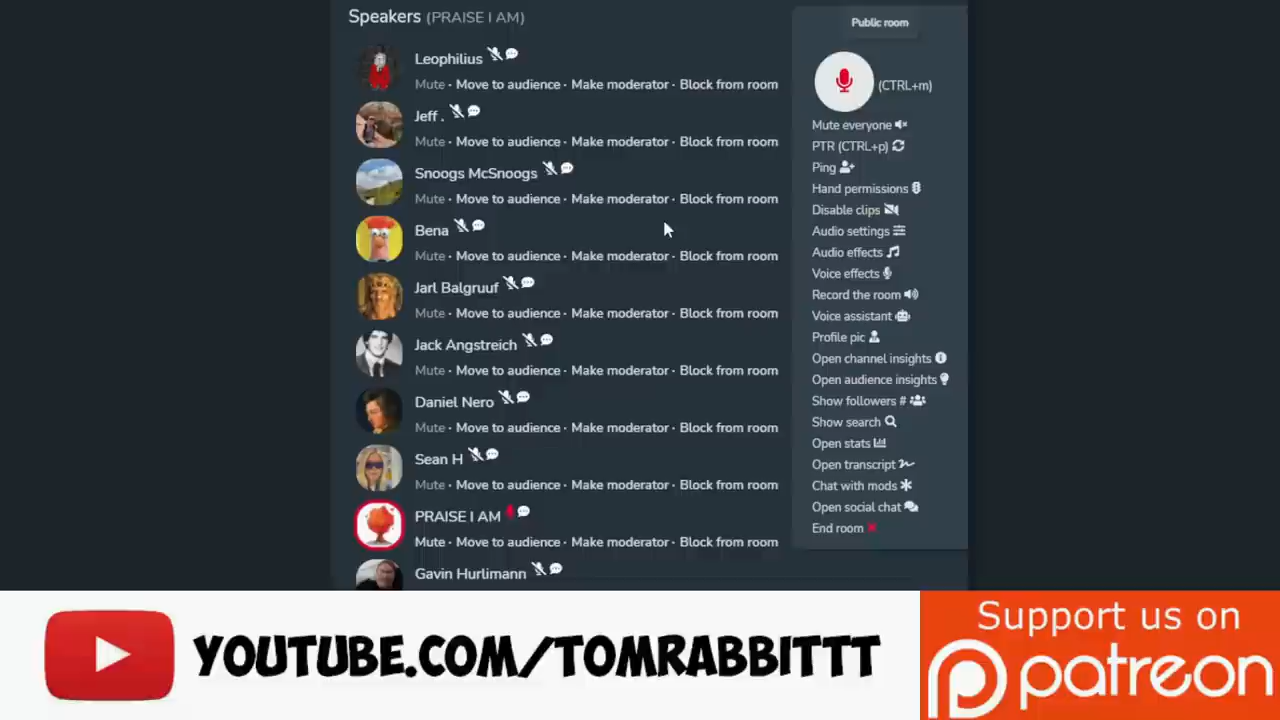 Speakers (PRAISE I AM)
Leophilius
Mute · Move to audience · Make moderator · Block from room
Jeff .
Mute · Move to audience · Make moderator · Block from room
Snoogs McSnoogs
Mute · Move to audience · Make moderator · Block from room
Bena
Mute · Move to audience · Make moderator · Block from room
Jarl Balgruuf
Mute · Move to audience · Make moderator · Block from room
Jack Angstreich
Mute · Move to audience · Make moderator · Block from room
Daniel Nero
Mute · Move to audience · Make moderator · Block from room
Sean H
Mute · Move to audience · Make moderator · Block from room
PRAISE I AM
Mute · Move to audience · Make moderator · Block from room
Gavin Hurlimann
Public room
(CTRL+m)
Mute everyone
PTR (CTRL+p)
Ping
Hand permissions
Disable clips
Audio settings
Audio effects
Voice effects
Record the room
Voice assistant
Profile pic
Open channel insights
Open audience insights
Show followers #
Show search
Open stats
Open transcript
Chat with mods
Open social chat
End room
YOUTUBE.COM/TOMRABBITTT
Support us on
patreon